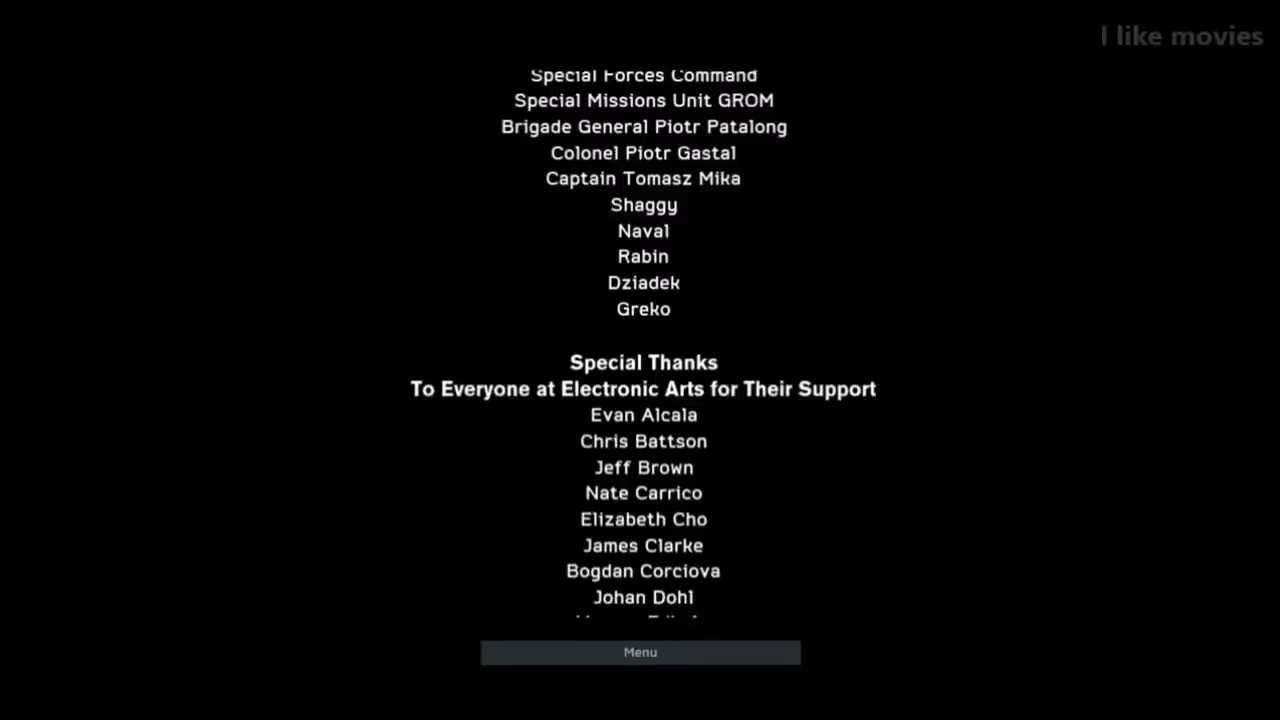 I like movies
Special Forces Command
Special Missions Unit GROM
Brigade General Piotr Patalong
Colonel Piotr Gastal
Captain Tomasz Mika
Shaggy
Naval
Rabin
Dziadek
Greko
Special Thanks
To Everyone at Electronic Arts for Their Support
Evan Alcala
Chris Battson
Jeff Brown
Nate Carrico
Elizabeth Cho
James Clarke
Bogdan Corciova
Johan Dohl
Menu